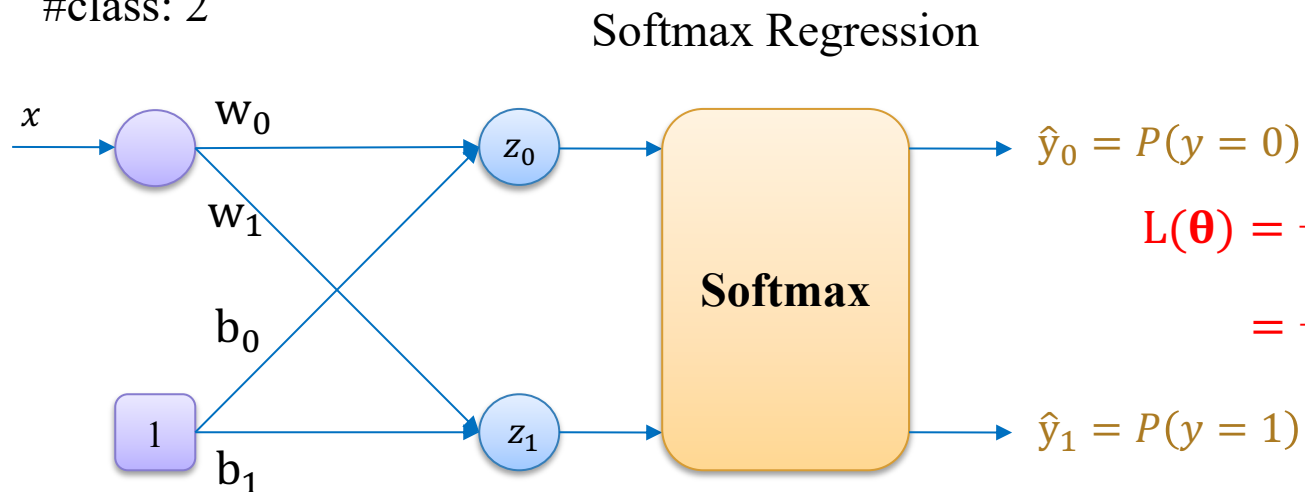 #class: 2
Softmax Regression
x
w₀
z₀
ŷ₀ = P(y = 0)
w₁
L(θ) = −
Softmax
b₀
= −
1
z₁
ŷ₁ = P(y = 1)
b₁